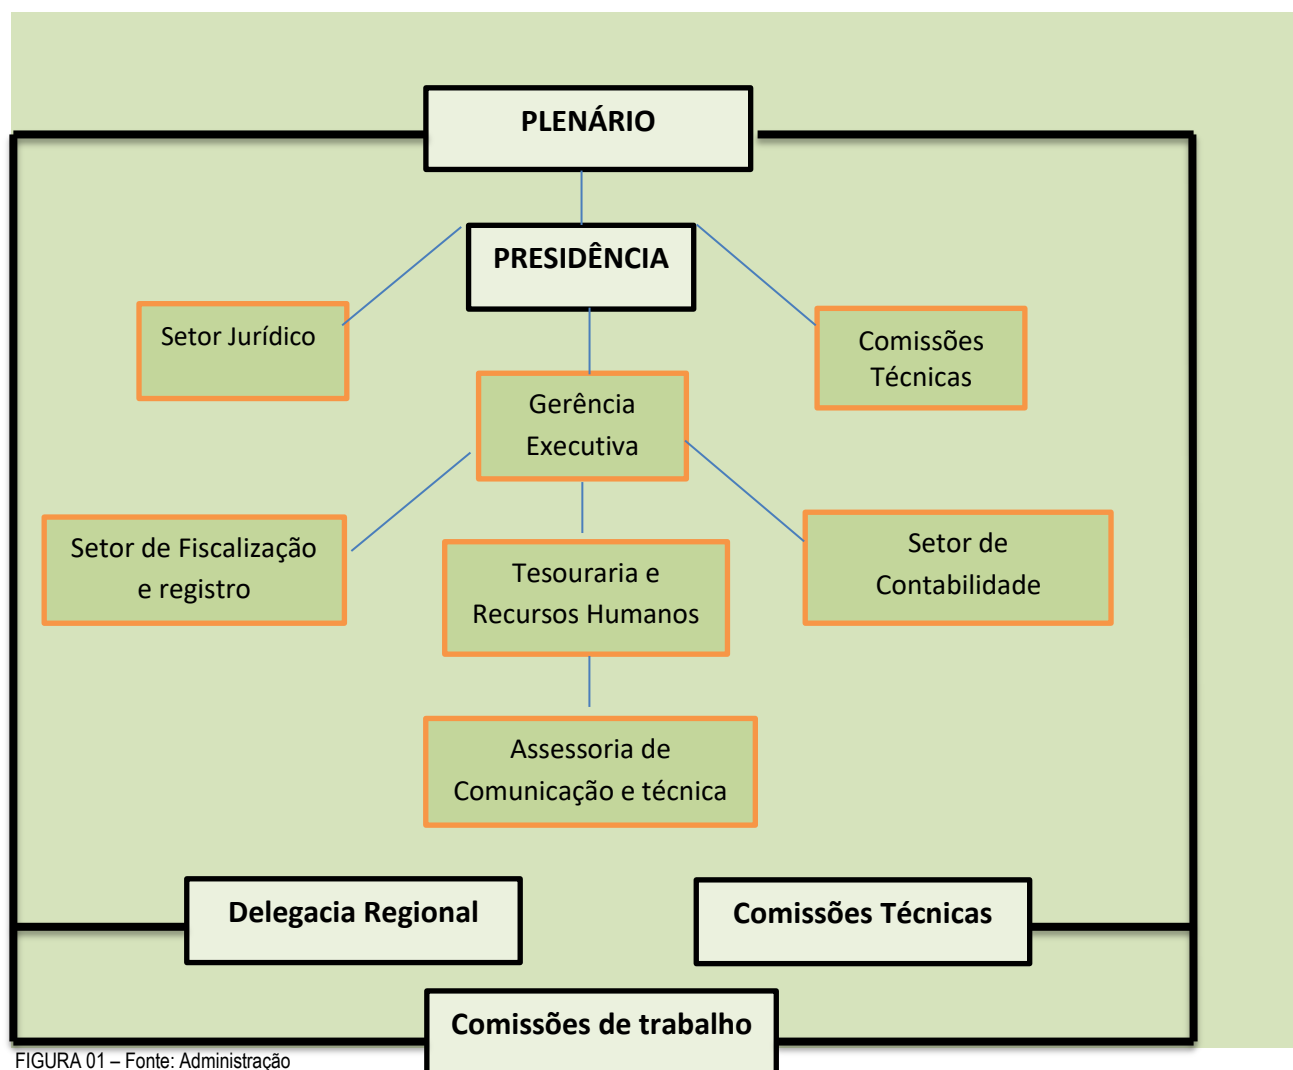 PLENÁRIO
PRESIDÊNCIA
Setor Jurídico
Comissões
Técnicas
Gerência
Executiva
Setor de Fiscalização
e registro
Tesouraria e
Recursos Humanos
Setor de
Contabilidade
Assessoria de
Comunicação e técnica
Delegacia Regional
Comissões Técnicas
Comissões de trabalho
FIGURA 01 – Fonte: Administração